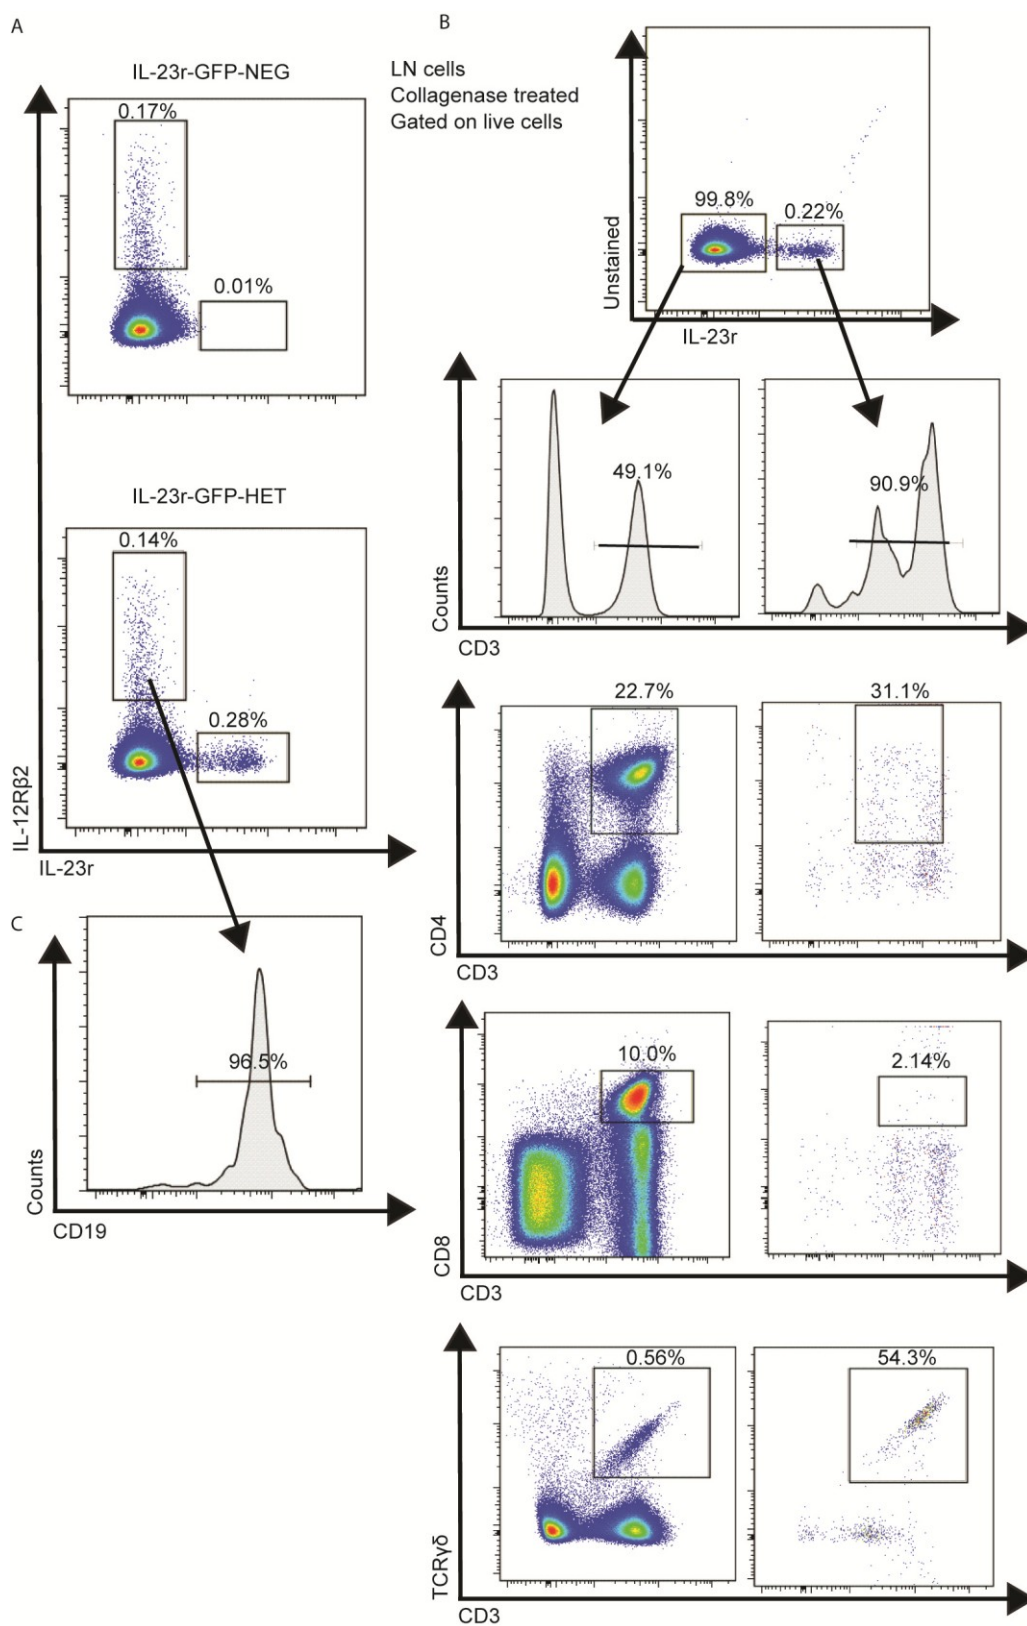 A
IL-23r-GFP-NEG
0.17%
0.01%
IL-23r-GFP-HET
0.14%
0.28%
IL-12Rβ2
IL-23r
C
96.5%
Counts
CD19
B
LN cells
Collagenase treated
Gated on live cells
99.8%
0.22%
Unstained
IL-23r
49.1%
90.9%
Counts
CD3
22.7%
31.1%
CD4
CD3
10.0%
2.14%
CD8
CD3
0.56%
54.3%
TCRγδ
CD3